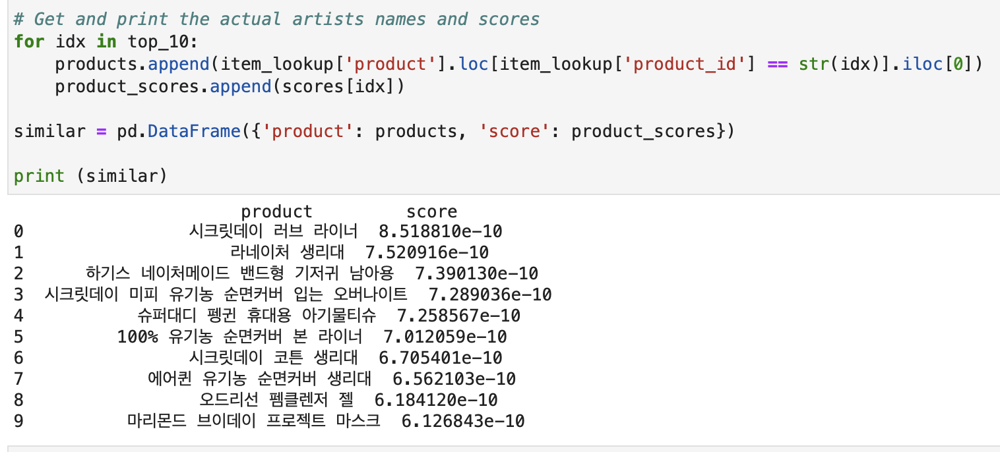 # Get and print the actual artists names and scores
for idx in top_10:
    products.append(item_lookup['product'].loc[item_lookup['product_id'] == str(idx)].iloc[0])
    product_scores.append(scores[idx])
similar = pd.DataFrame({'product': products, 'score': product_scores})
print (similar)
product score
0 시크릿데이 러브 라이너 8.518810e-10
1 라네이처 생리대 7.520916e-10
2 하기스 네이처메이드 밴드형 기저귀 남아용 7.390130e-10
3 시크릿데이 미피 유기농 순면커버 입는 오버나이트 7.289036e-10
4 슈퍼대디 펭귄 휴대용 아기물티슈 7.258567e-10
5 100% 유기농 순면커버 본 라이너 7.012059e-10
6 시크릿데이 코튼 생리대 6.705401e-10
7 에어퀸 유기농 순면커버 생리대 6.562103e-10
8 오드리선 펨클렌저 젤 6.184120e-10
9 마리몬드 브이데이 프로젝트 마스크 6.126843e-10